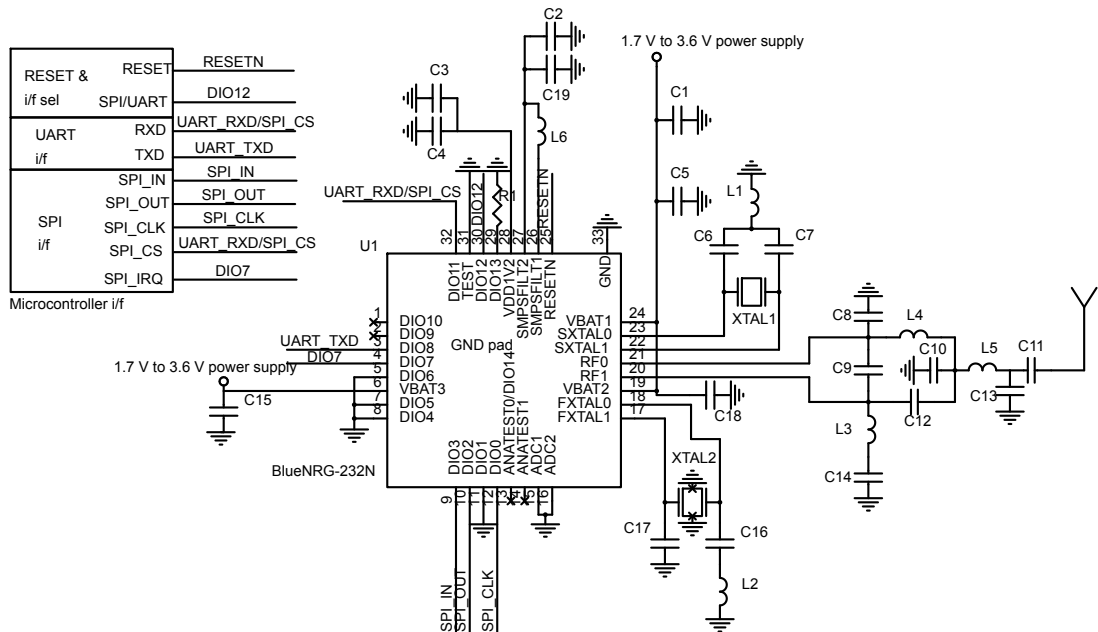 C2
1.7 V to 3.6 V power supply
RESET &
i/f sel
RESET
RESETN
SPI/UART
DIO12
UART
i/f
RXD
UART_RXD/SPI_CS
TXD
UART_TXD
SPI
i/f
SPI_IN
SPI_IN
SPI_OUT
SPI_OUT
SPI_CLK
SPI_CLK
SPI_CS
UART_RXD/SPI_CS
SPI_IRQ
DIO7
Microcontroller i/f
C3
C4
C19
L6
C1
C5
L1
C6
C7
XTAL1
UART_RXD/SPI_CS
DIO12
R1
RESETN
U1
32
31
30
29
28
27
26
25
33
DIO11
TEST
DIO12
DIO13
VDD1V2
SMPSFILT2
SMPSFILT1
RESETN
GND
1
DIO10
2
DIO9
UART_TXD
3
DIO8
DIO7
4
DIO7
5
DIO6
1.7 V to 3.6 V power supply
6
VBAT3
7
DIO5
8
DIO4
C15
GND pad
VBAT1
24
SXTAL0
23
SXTAL1
22
RF0
21
RF1
20
VBAT2
19
FXTAL0
18
FXTAL1
17
DIO3
DIO2
DIO1
DIO0
ANATEST0/DIO14
ANATEST1
ADC1
ADC2
9
10
11
12
13
14
15
16
BlueNRG-232N
SPI_IN
SPI_OUT
SPI_CLK
C18
XTAL2
C17
C16
L2
C8
L4
C9
C10
L5
C11
C13
C12
L3
C14